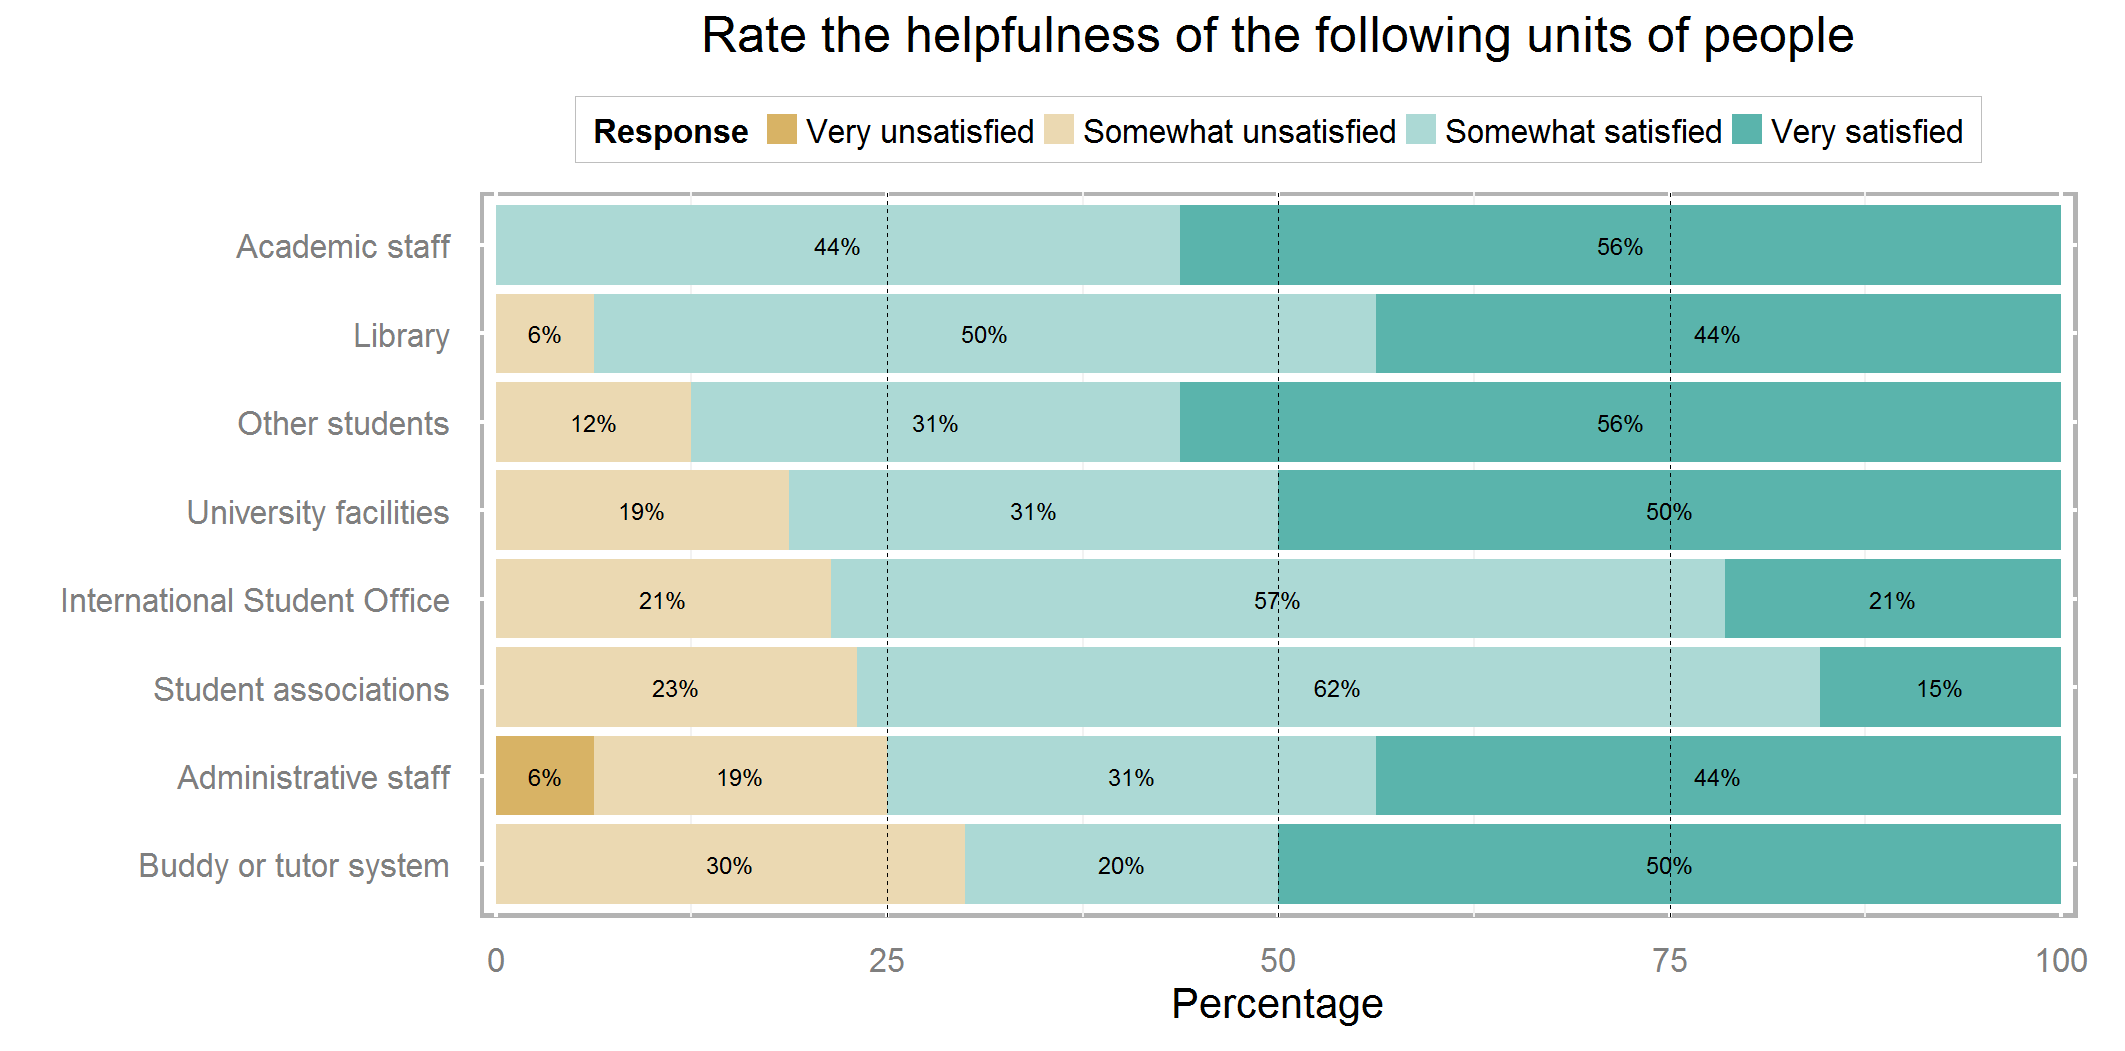 Rate the helpfulness of the following units of people
Response Very unsatisfied Somewhat unsatisfied Somewhat satisfied Very satisfied
Academic staff 44% 56%
Library 6% 50% 44%
Other students 12% 31% 56%
University facilities 19% 31% 50%
International Student Office 21% 57% 21%
Student associations 23% 62% 15%
Administrative staff 6% 19% 31% 44%
Buddy or tutor system 30% 20% 50%
0 25 50 75 100
Percentage